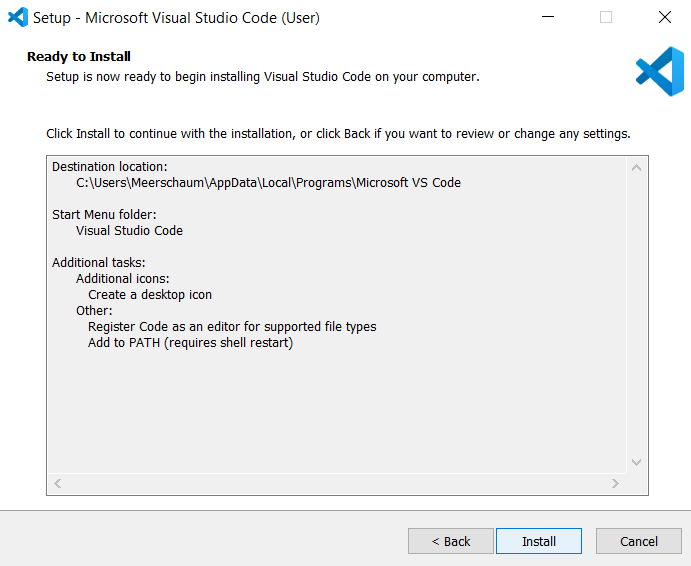 Setup - Microsoft Visual Studio Code (User)
Ready to Install
Setup is now ready to begin installing Visual Studio Code on your computer.
Click Install to continue with the installation, or click Back if you want to review or change any settings.
Destination location:
C:\Users\Meerschaum\AppData\Local\Programs\Microsoft VS Code
Start Menu folder:
Visual Studio Code
Additional tasks:
Additional icons:
Create a desktop icon
Other:
Register Code as an editor for supported file types
Add to PATH (requires shell restart)
< Back
Install
Cancel